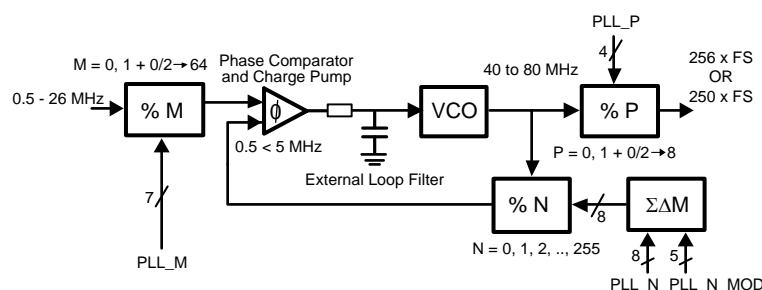 PLL_P
M = 0, 1 + 0/2→64
Phase Comparator
and Charge Pump
4
256 x FS
OR
250 x FS
40 to 80 MHz
0.5 - 26 MHz
% M
ϕ
VCO
% P
0.5 < 5 MHz
P = 0, 1 + 0/2→8
External Loop Filter
7
% N
8
ΣΔM
N = 0, 1, 2, .., 255
8
5
PLL_M
PLL_N
PLL_N_MOD